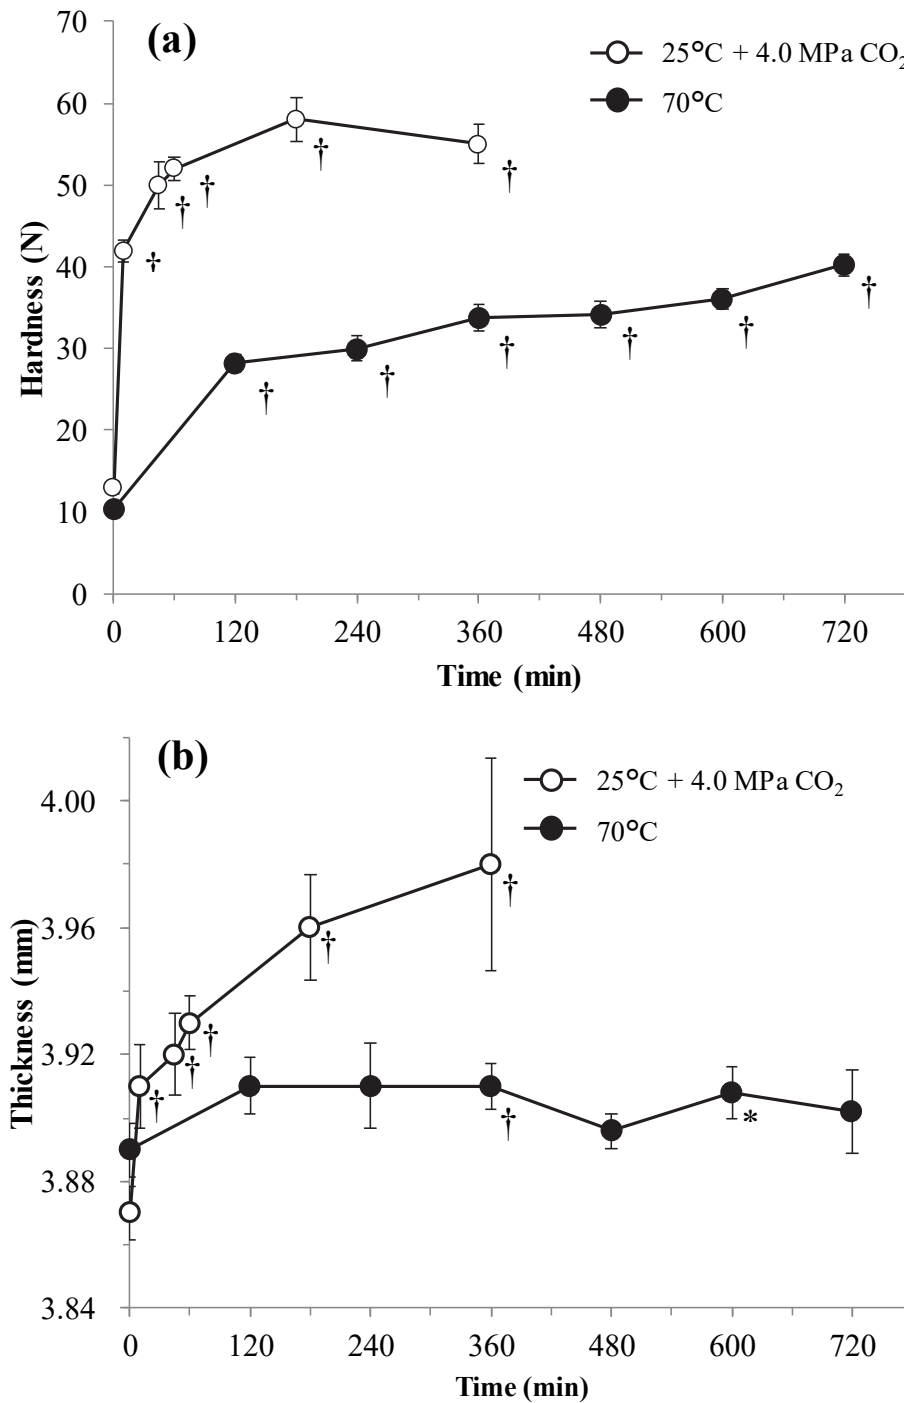 (a)
25°C + 4.0 MPa CO2
70°C
70
60
50
40
30
20
10
0
Hardness (N)
† † † † †
† † † † † †
0 120 240 360 480 600 720
Time (min)
(b)
25°C + 4.0 MPa CO2
70°C
4.00
3.96
3.92
3.88
3.84
Thickness (mm)
† † † † †
† *
0 120 240 360 480 600 720
Time (min)